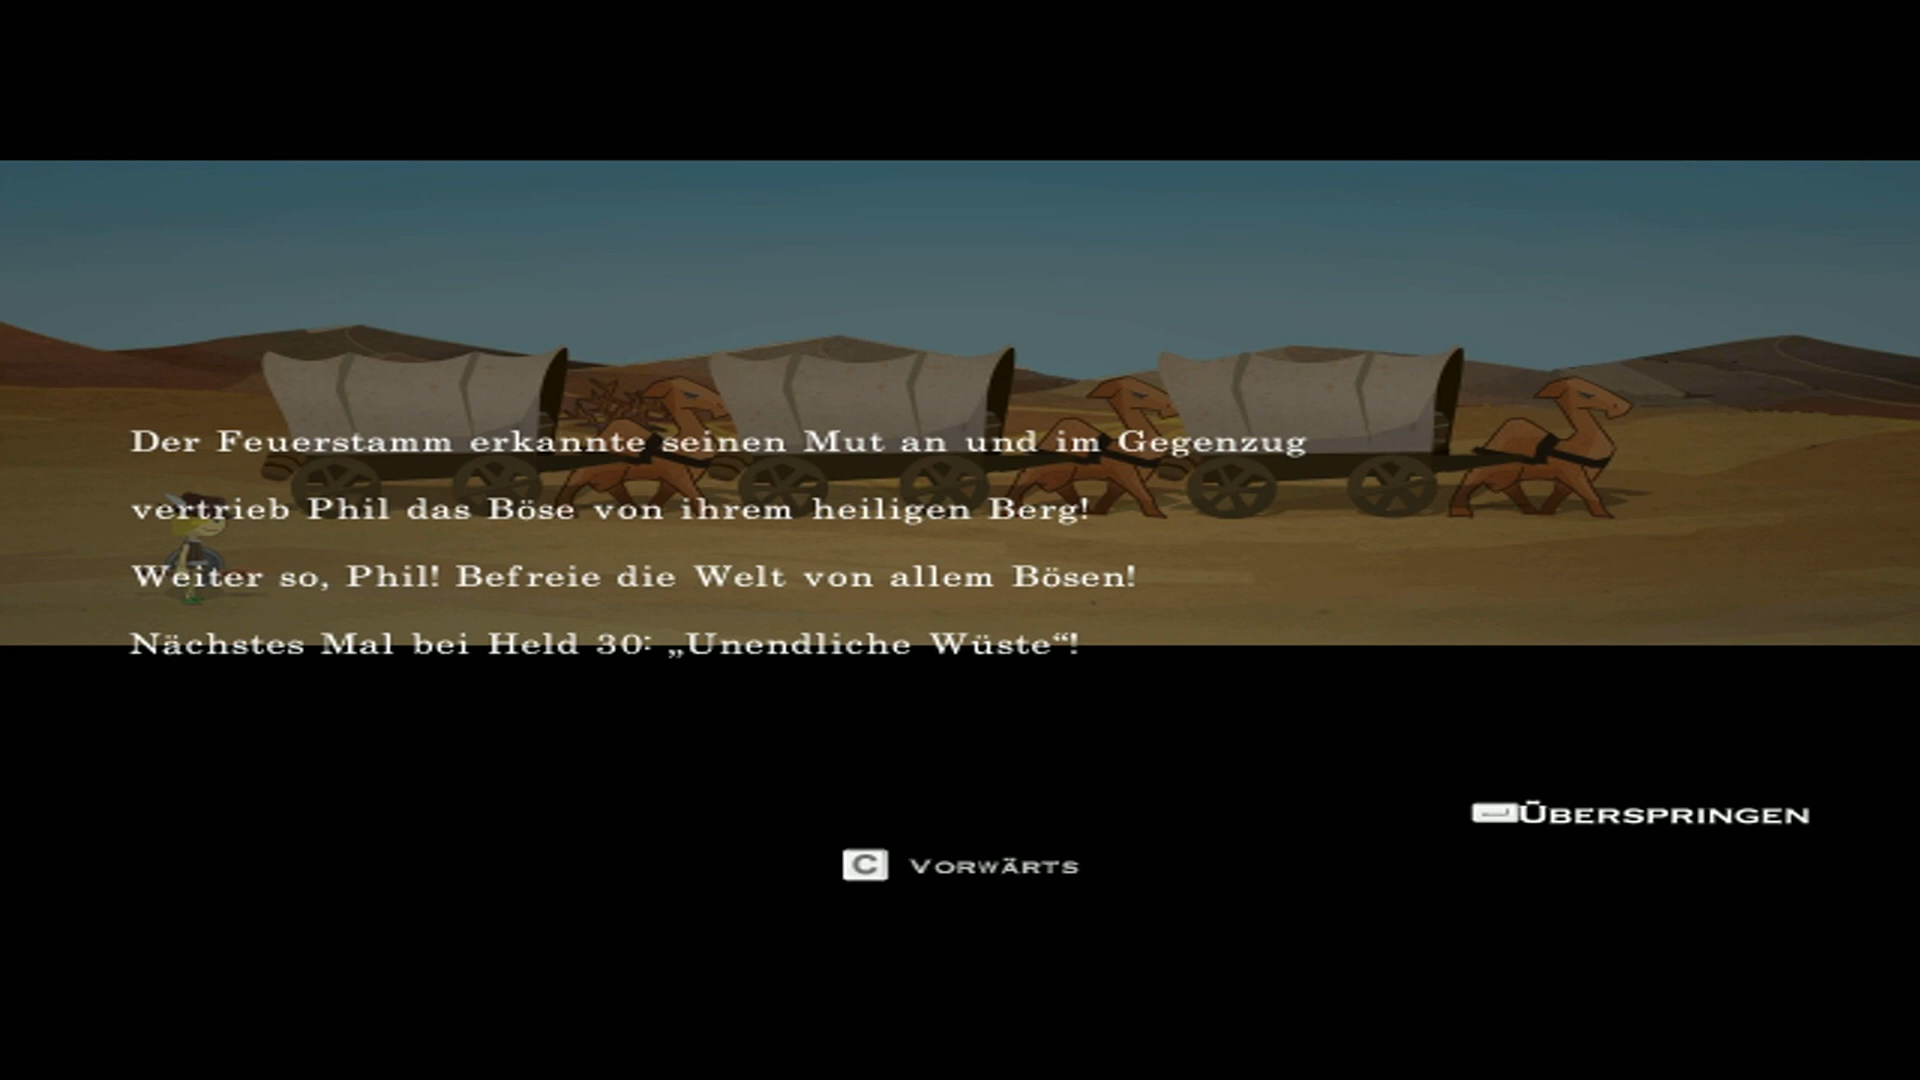 Der Feuerstamm erkannte seinen Mut an und im Gegenzug
vertrieb Phil das Böse von ihrem heiligen Berg!
Weiter so, Phil! Befreie die Welt von allem Bösen!
Nächstes Mal bei Held 30: „Unendliche Wüste“!
ÜBERSPRINGEN
C VORWÄRTS